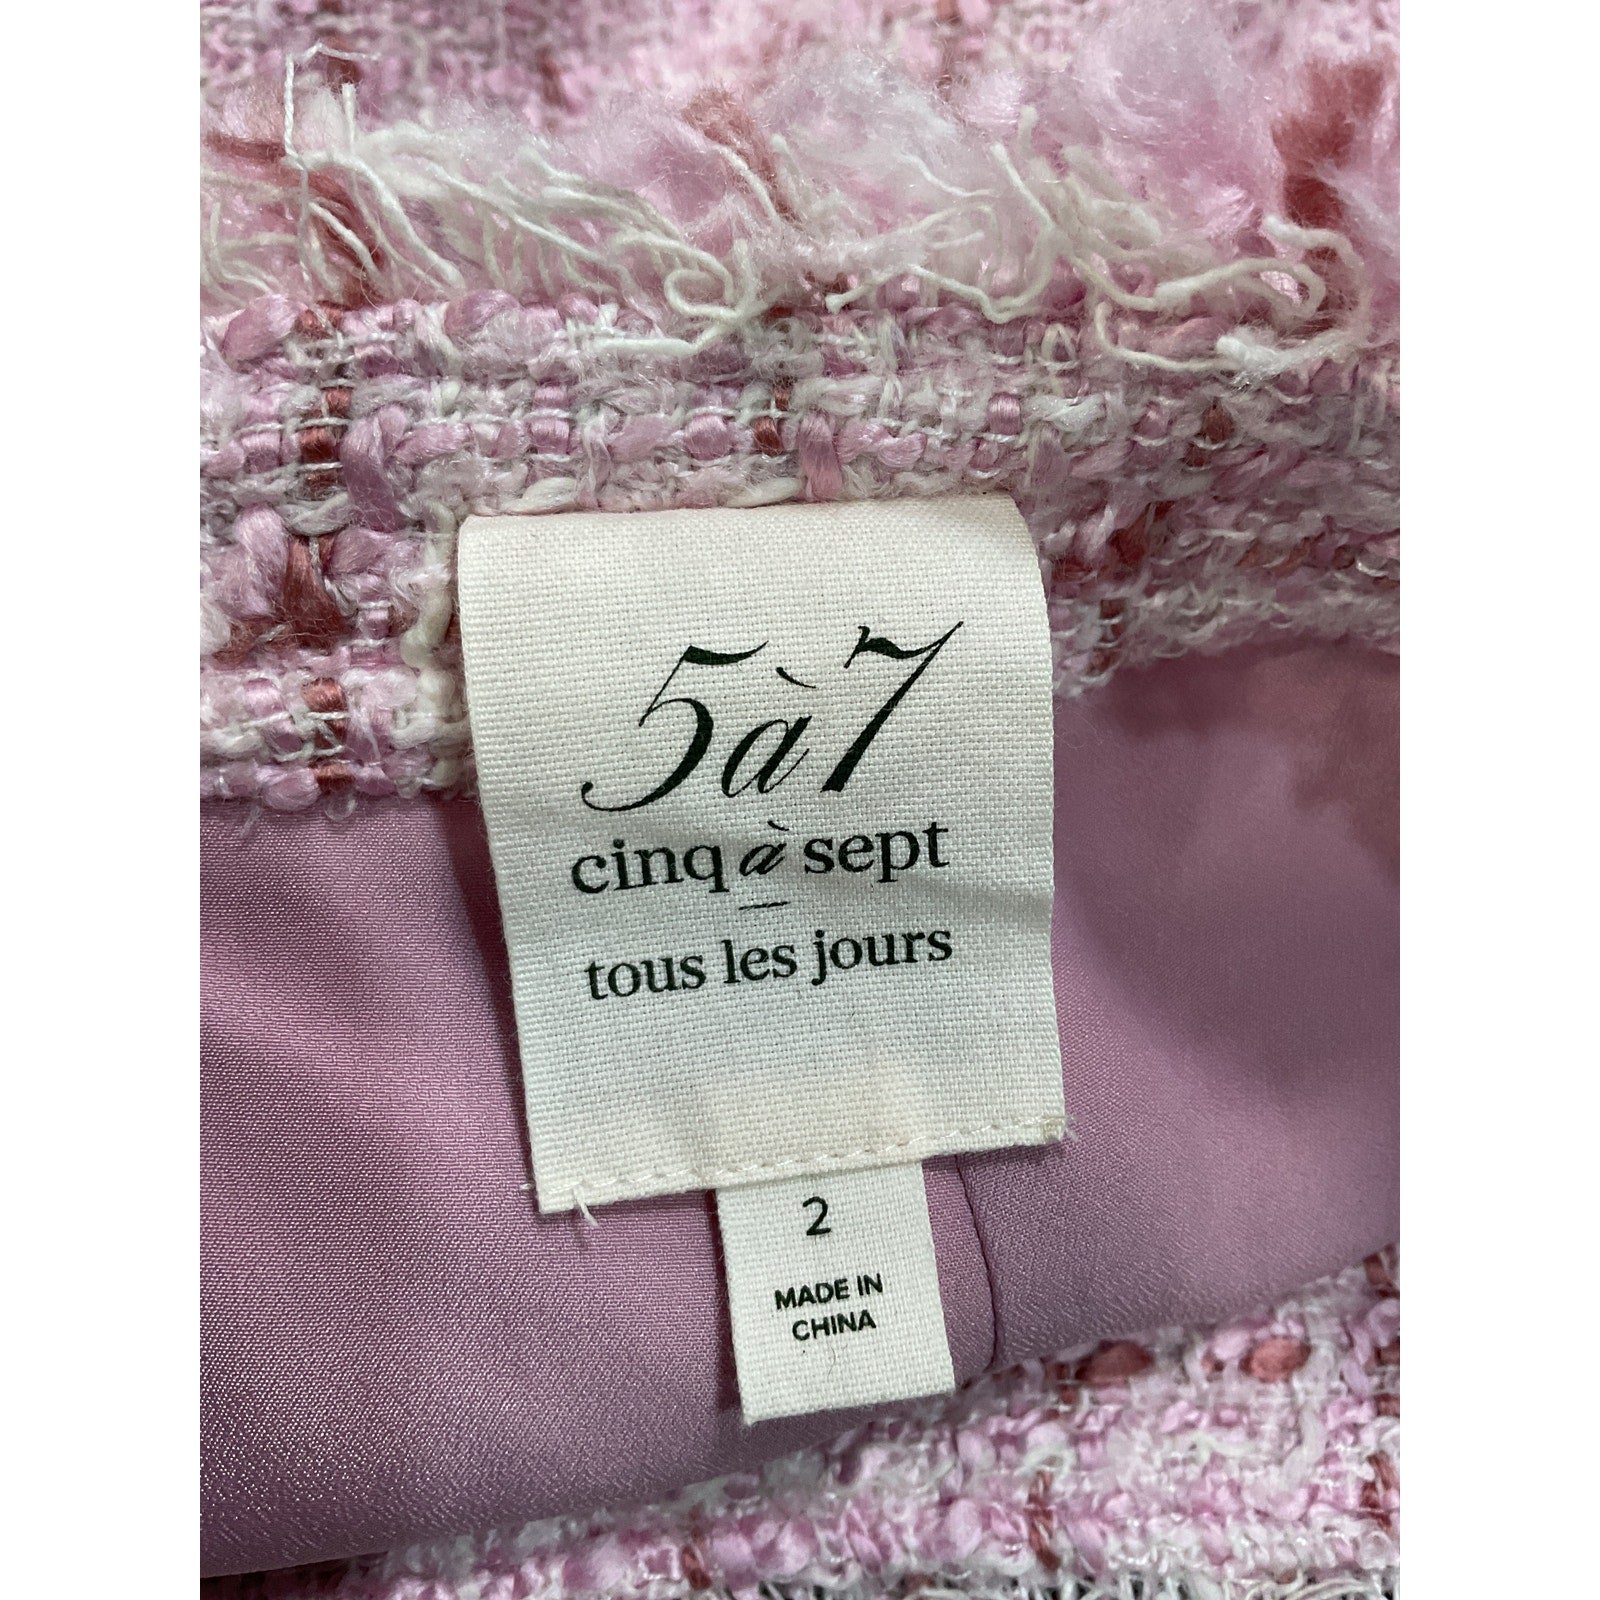 5à7
cinq à sept
—
tous les jours
2
MADE IN
CHINA